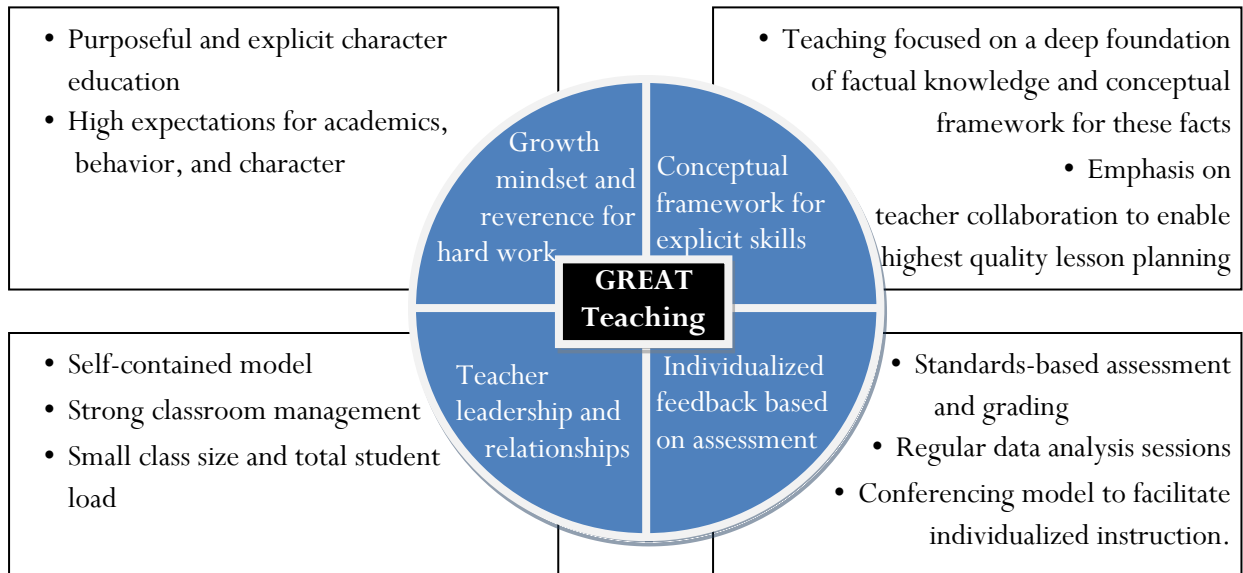 • Purposeful and explicit character
education
• High expectations for academics,
behavior, and character
• Teaching focused on a deep foundation
of factual knowledge and conceptual
framework for these facts
• Emphasis on
teacher collaboration to enable
highest quality lesson planning
Growth
mindset and
reverence for
hard work
Conceptual
framework for
explicit skills
GREAT
Teaching
Teacher
leadership and
relationships
Individualized
feedback based
on assessment
• Self-contained model
• Strong classroom management
• Small class size and total student
load
• Standards-based assessment
and grading
• Regular data analysis sessions
• Conferencing model to facilitate
individualized instruction.